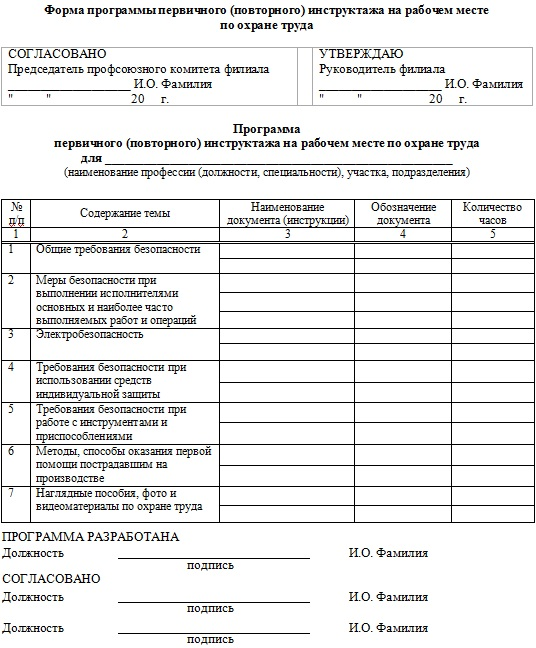 Форма программы первичного (повторного) инструктажа на рабочем месте
по охране труда
СОГЛАСОВАНО
Председатель профсоюзного комитета филиала
___________________ И.О. Фамилия
" " 20 г.
УТВЕРЖДАЮ
Руководитель филиала
___________________ И.О. Фамилия
" " 20 г.
Программа
первичного (повторного) инструктажа на рабочем месте по охране труда
для ______________________________________________________
(наименование профессии (должности, специальности), участка, подразделения)
№ п/п Содержание темы Наименование документа (инструкции) Обозначение документа Количество часов
1 2 3 4 5
1 Общие требования безопасности
2 Меры безопасности при
выполнении исполнителями
основных и наиболее часто
выполняемых работ и операций
3 Электробезопасность
4 Требования безопасности при
использовании средств
индивидуальной защиты
5 Требования безопасности при
работе с инструментами и
приспособлениями
6 Методы, способы оказания первой
помощи пострадавшим на
производстве
7 Наглядные пособия, фото и
видеоматериалы по охране труда
ПРОГРАММА РАЗРАБОТАНА
Должность ______________________________ И.О. Фамилия
подпись
СОГЛАСОВАНО
Должность ______________________________ И.О. Фамилия
подпись
Должность ______________________________ И.О. Фамилия
подпись